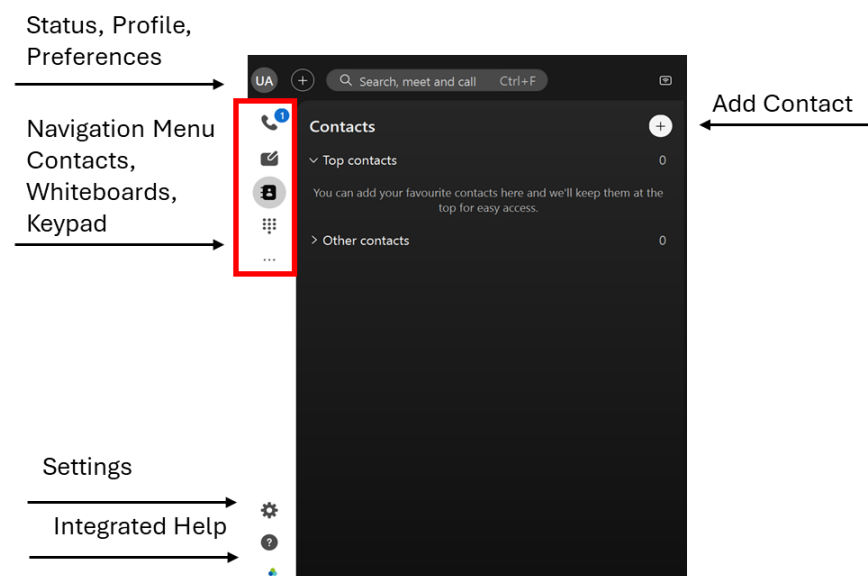 Status, Profile,
Preferences
UA
Search, meet and call Ctrl+F
Add Contact
Navigation Menu
Contacts,
Whiteboards,
Keypad
1
Contacts
Top contacts 0
You can add your favourite contacts here and we'll keep them at the
top for easy access.
Other contacts 0
Settings
Integrated Help